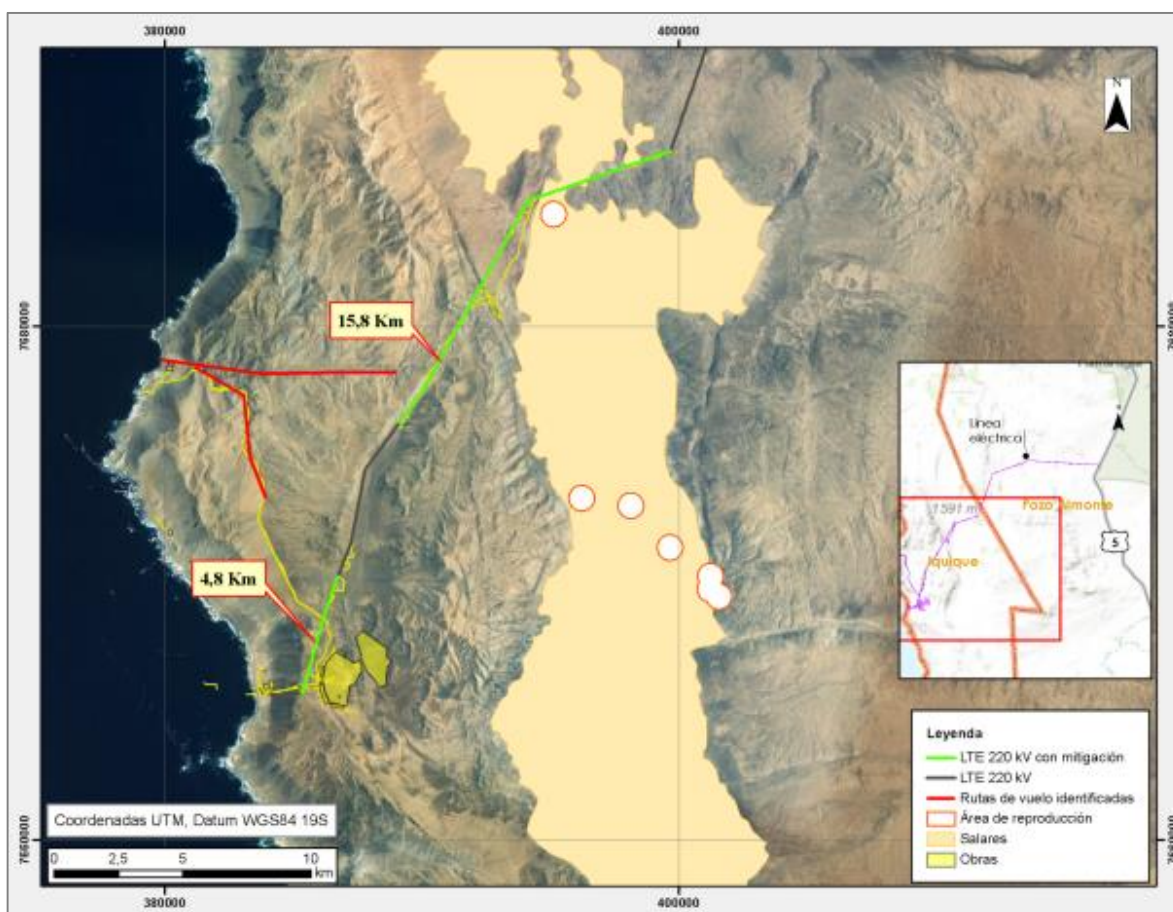 380000
400000
N
7680000
15,8 Km
4,8 Km
Línea
eléctrica
1591 m
Pozo Almonte
5
Iquique
Leyenda
LTE 220 kV con mitigación
LTE 220 kV
Rutas de vuelo identificadas
Área de reproducción
Salares
Obras
Coordenadas UTM, Datum WGS84 19S
0 2,5 5 10
km
7660000
380000
400000